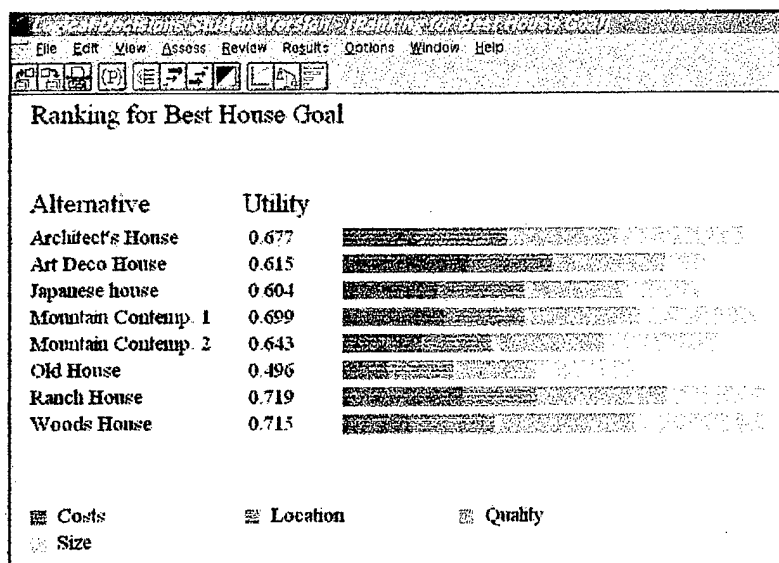 File Edit View Assess Review Results Options Window Help
(P)
Ranking for Best House Goal
Alternative Utility
Architect's House 0.677
Art Deco House 0.615
Japanese house 0.604
Mountain Contemp. 1 0.699
Mountain Contemp. 2 0.643
Old House 0.496
Ranch House 0.719
Woods House 0.715
Costs Location Quality
Size